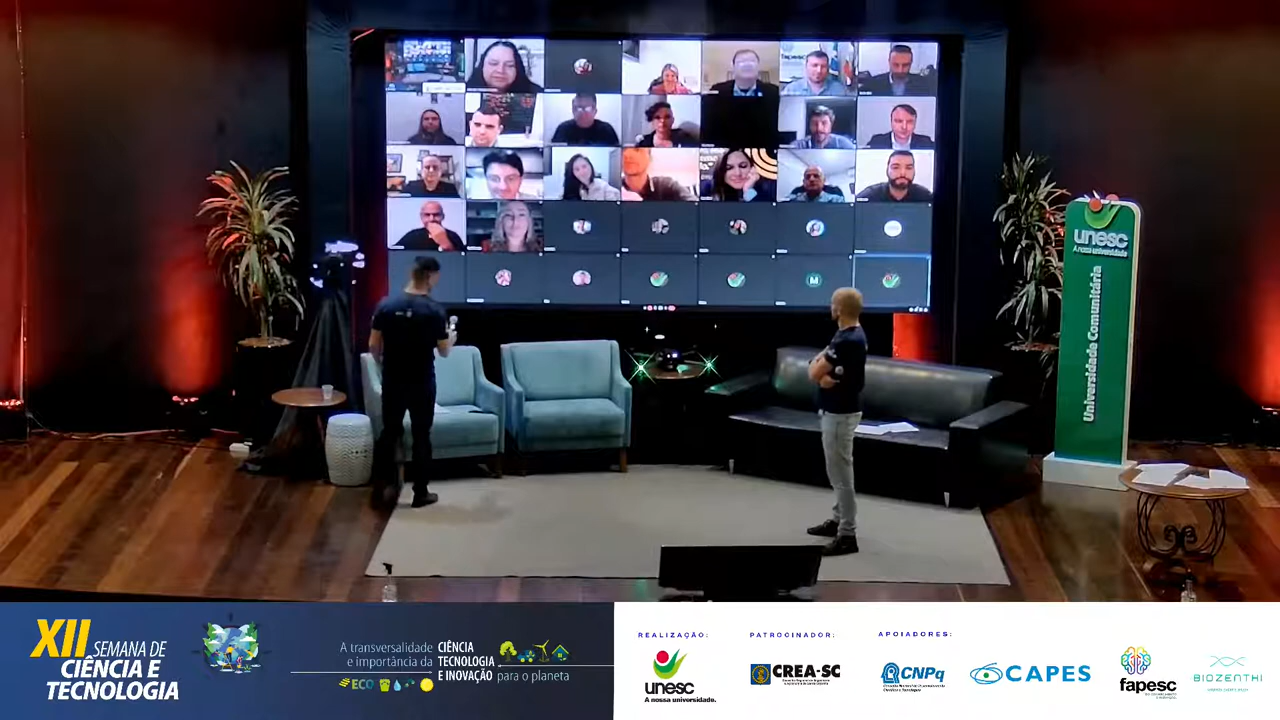 fapesc
unesc
A nossa universidade
Universidade Comunitária
M
XII SEMANA DE
CIÊNCIA E
TECNOLOGIA
A transversalidade
e importância da
CIÊNCIA
TECNOLOGIA
E INOVAÇÃO
para o planeta
ECO
REALIZAÇÃO:
unesc
A nossa universidade.
PATROCINADOR:
CREA-SC
APOIADORES:
CNPq
CAPES
fapesc
BIOZENTHI